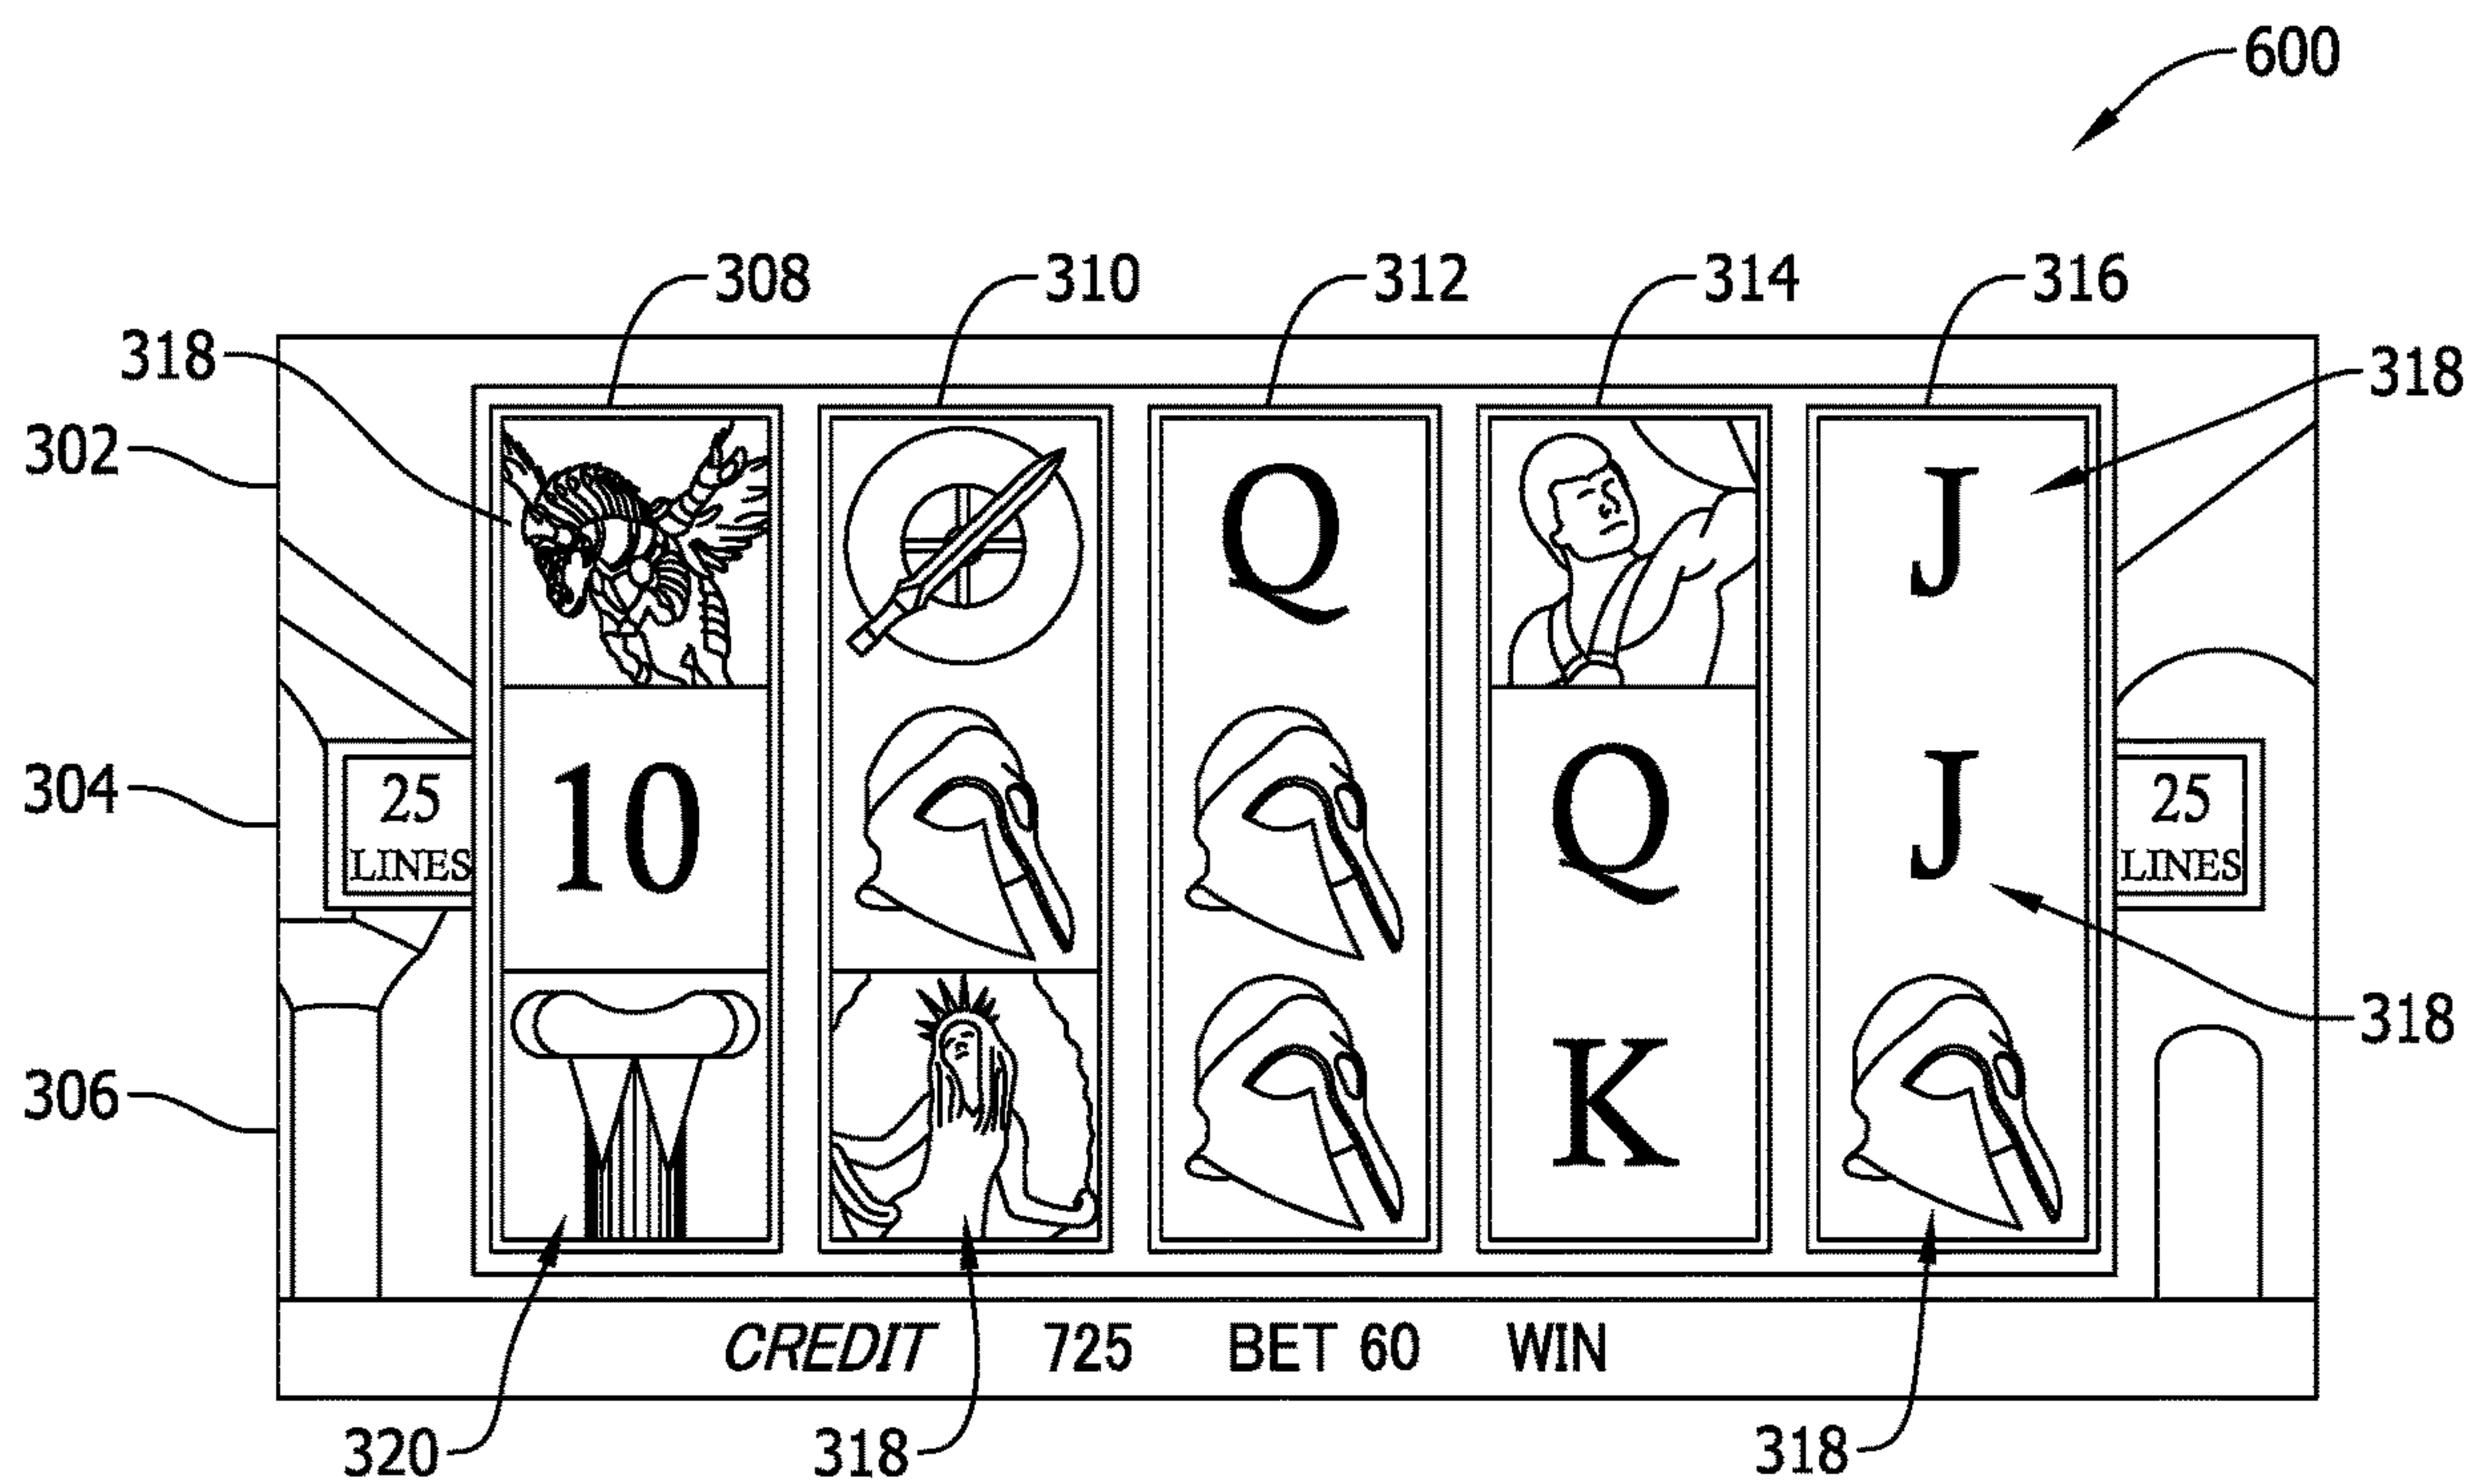 600
308 310 312 314 316
318 318
302
Q J
304 25 LINES 10 Q J 25 LINES
318
306 K
CREDIT 725 BET 60 WIN
320 318 318